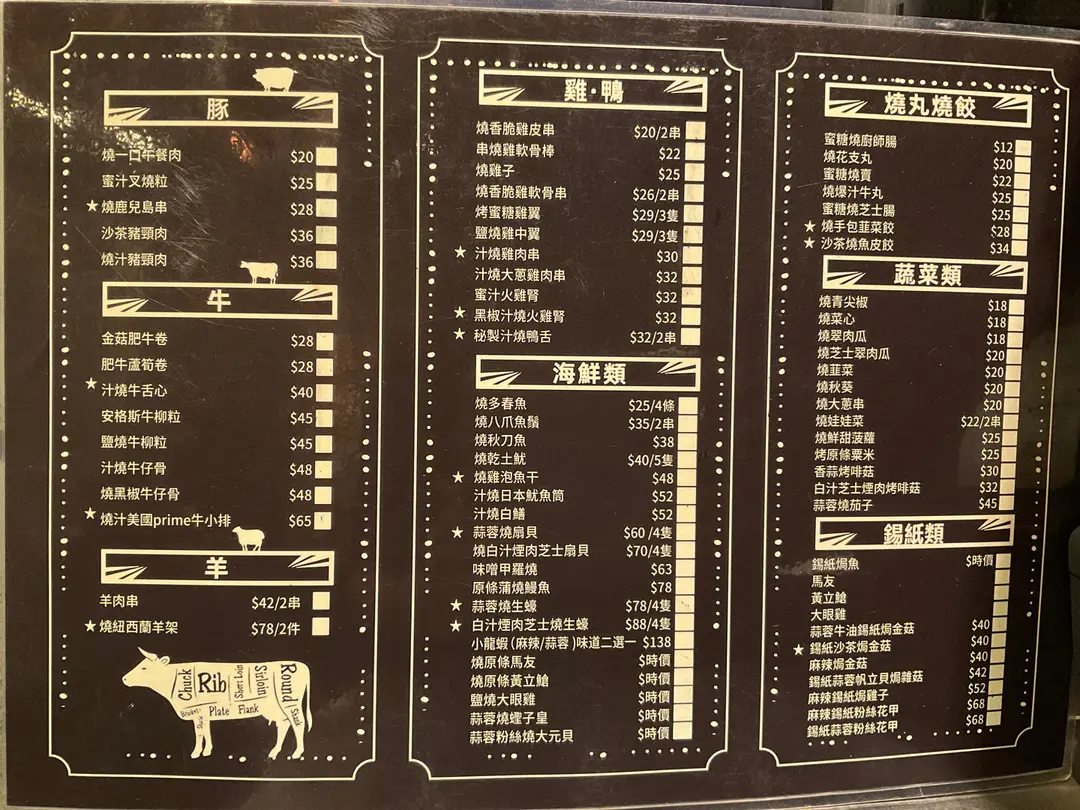 豚
燒一口午餐肉 $20
蜜汁叉燒粒 $25
★燒鹿兒島串 $28
沙茶豬頸肉 $36
燒汁豬頸肉 $36
牛
金菇肥牛卷 $28
肥牛蘆筍卷 $28
★汁燒牛舌心 $40
安格斯牛柳粒 $45
鹽燒牛柳粒 $45
汁燒牛仔骨 $48
燒黑椒牛仔骨 $48
★燒汁美國prime牛小排 $65
羊
羊肉串 $42/2串
★燒紐西蘭羊架 $78/2件
Chuck Rib Short Loin Sirloin Round
Brisket Plate Flank Shank
雞·鴨
燒香脆雞皮串 $20/2串
串燒雞軟骨棒 $22
燒雞子 $25
燒香脆雞軟骨串 $26/2串
烤蜜糖雞翼 $29/3隻
鹽燒雞中翼 $29/3隻
★汁燒雞肉串 $30
汁燒大蔥雞肉串 $32
蜜汁火雞腎 $32
★黑椒汁燒火雞腎 $32
★秘製汁燒鴨舌 $32/2串
海鮮類
燒多春魚 $25/4條
燒八爪魚鬚 $35/2串
燒秋刀魚 $38
燒乾土魷 $40/5隻
★燒雞泡魚干 $48
汁燒日本魷魚筒 $52
汁燒白鱔 $52
★蒜蓉燒扇貝 $60/4隻
燒白汁煙肉芝士扇貝 $70/4隻
味噌甲羅燒 $63
原條蒲燒鰻魚 $78
★蒜蓉燒生蠔 $78/4隻
★白汁煙肉芝士燒生蠔 $88/4隻
小龍蝦(麻辣/蒜蓉)味道二選一 $138
燒原條馬友 $時價
燒原條黃立鯧 $時價
鹽燒大眼雞 $時價
蒜蓉燒蟶子皇 $時價
蒜蓉粉絲燒大元貝 $時價
燒丸燒餃
蜜糖燒廚師腸 $12
燒花支丸 $20
蜜糖燒賣 $22
燒爆汁牛丸 $25
蜜糖燒芝士腸 $25
★燒手包韮菜餃 $28
★沙茶燒魚皮餃 $34
蔬菜類
燒青尖椒 $18
燒菜心 $18
燒翠肉瓜 $18
燒芝士翠肉瓜 $20
燒韮菜 $20
燒秋葵 $20
燒大蔥串 $20
燒娃娃菜 $22/2串
燒鮮甜菠蘿 $25
烤原條粟米 $25
香蒜烤啡菇 $30
白汁芝士煙肉烤啡菇 $32
蒜蓉燒茄子 $45
錫紙類
錫紙焗魚 $時價
馬友
黃立鯧
大眼雞
蒜蓉牛油錫紙焗金菇 $40
★錫紙沙茶焗金菇 $40
麻辣焗金菇 $40
錫紙蒜蓉帆立貝焗雜菇 $42
麻辣錫紙焗雞子 $52
麻辣錫紙粉絲花甲 $68
錫紙蒜蓉粉絲花甲 $68